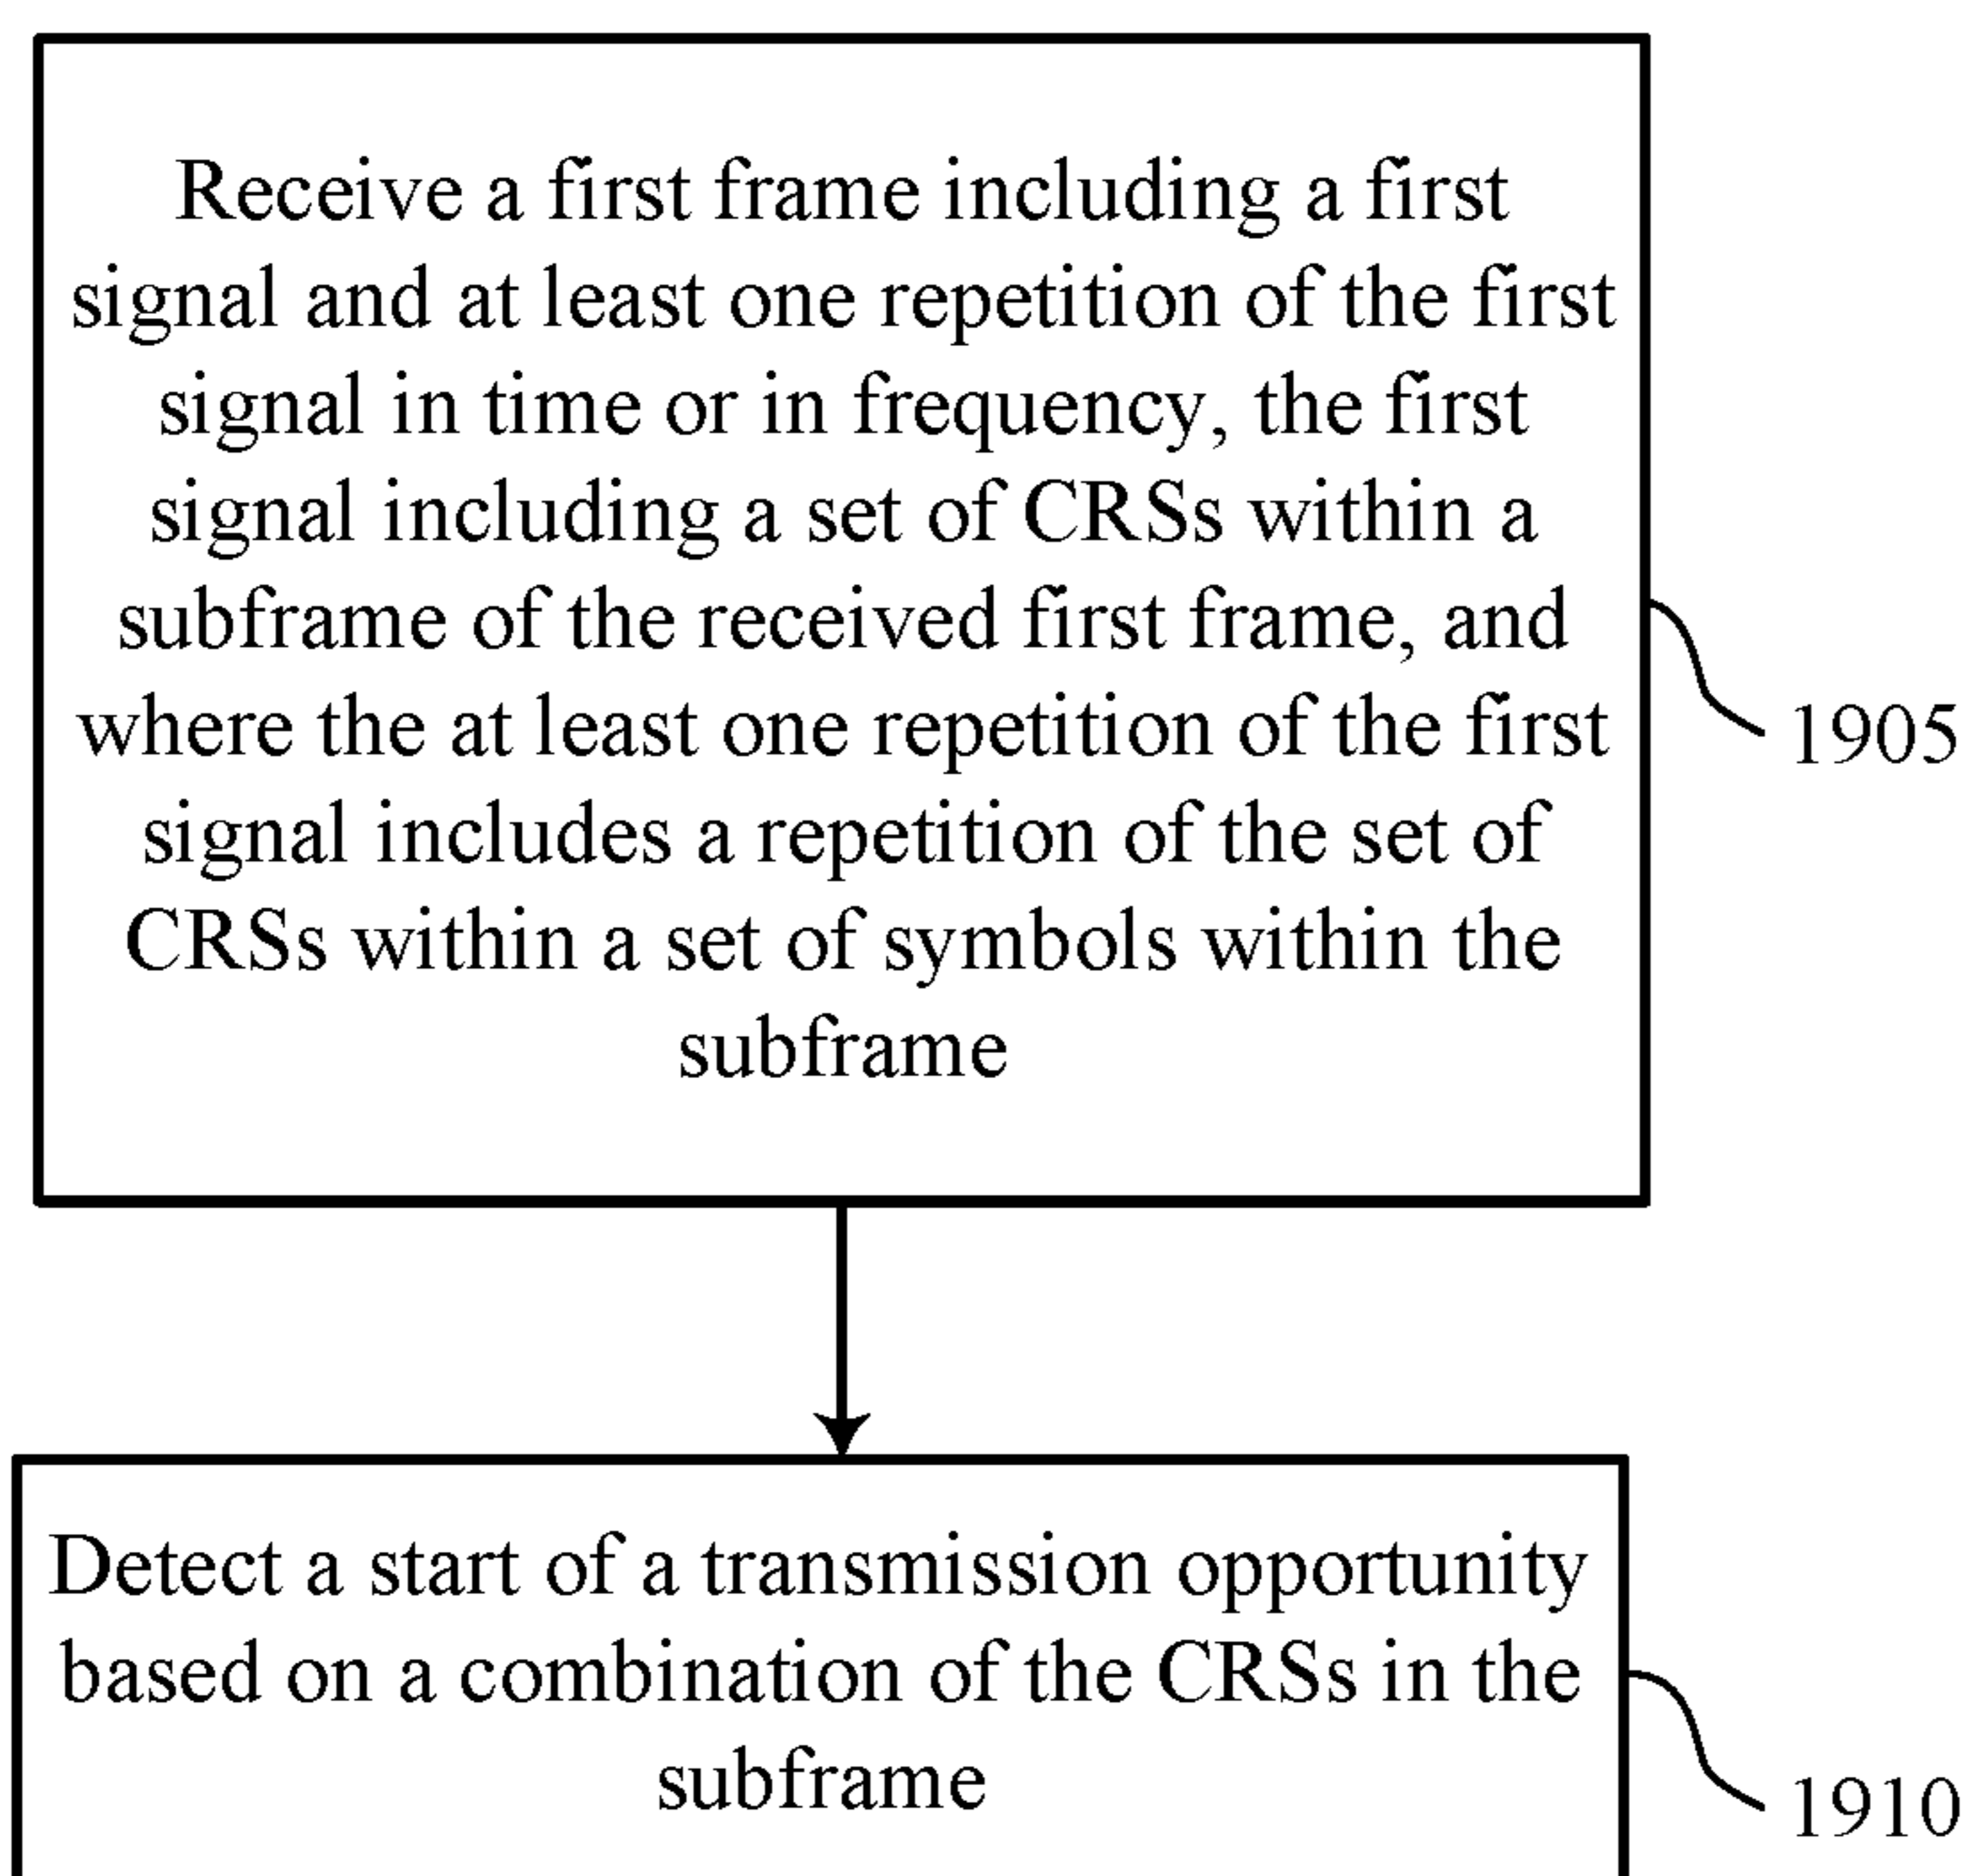 Receive a first frame including a first
signal and at least one repetition of the first
signal in time or in frequency, the first
signal including a set of CRSs within a
subframe of the received first frame, and
where the at least one repetition of the first
signal includes a repetition of the set of
CRSs within a set of symbols within the
subframe
1905
Detect a start of a transmission opportunity
based on a combination of the CRSs in the
subframe
1910